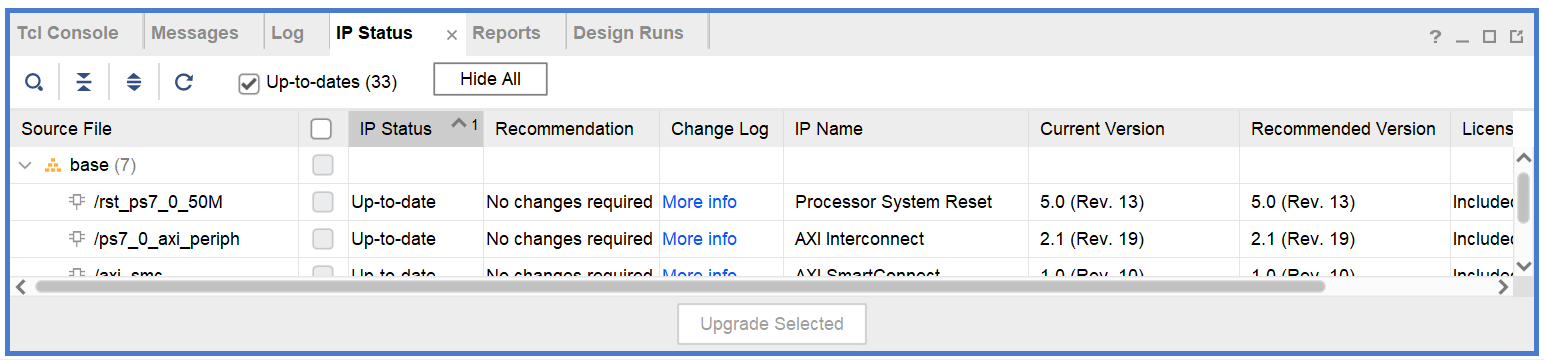 Tcl Console Messages Log IP Status × Reports Design Runs ?
Up-to-dates (33) Hide All
Source File IP Status 1 Recommendation Change Log IP Name Current Version Recommended Version Licens
base (7)
/rst_ps7_0_50M Up-to-date No changes required More info Processor System Reset 5.0 (Rev. 13) 5.0 (Rev. 13) Included
/ps7_0_axi_periph Up-to-date No changes required More info AXI Interconnect 2.1 (Rev. 19) 2.1 (Rev. 19) Included
/axi_smc Up-to-date No changes required More info AXI SmartConnect 1.0 (Rev. 10) 1.0 (Rev. 10) Included
Upgrade Selected